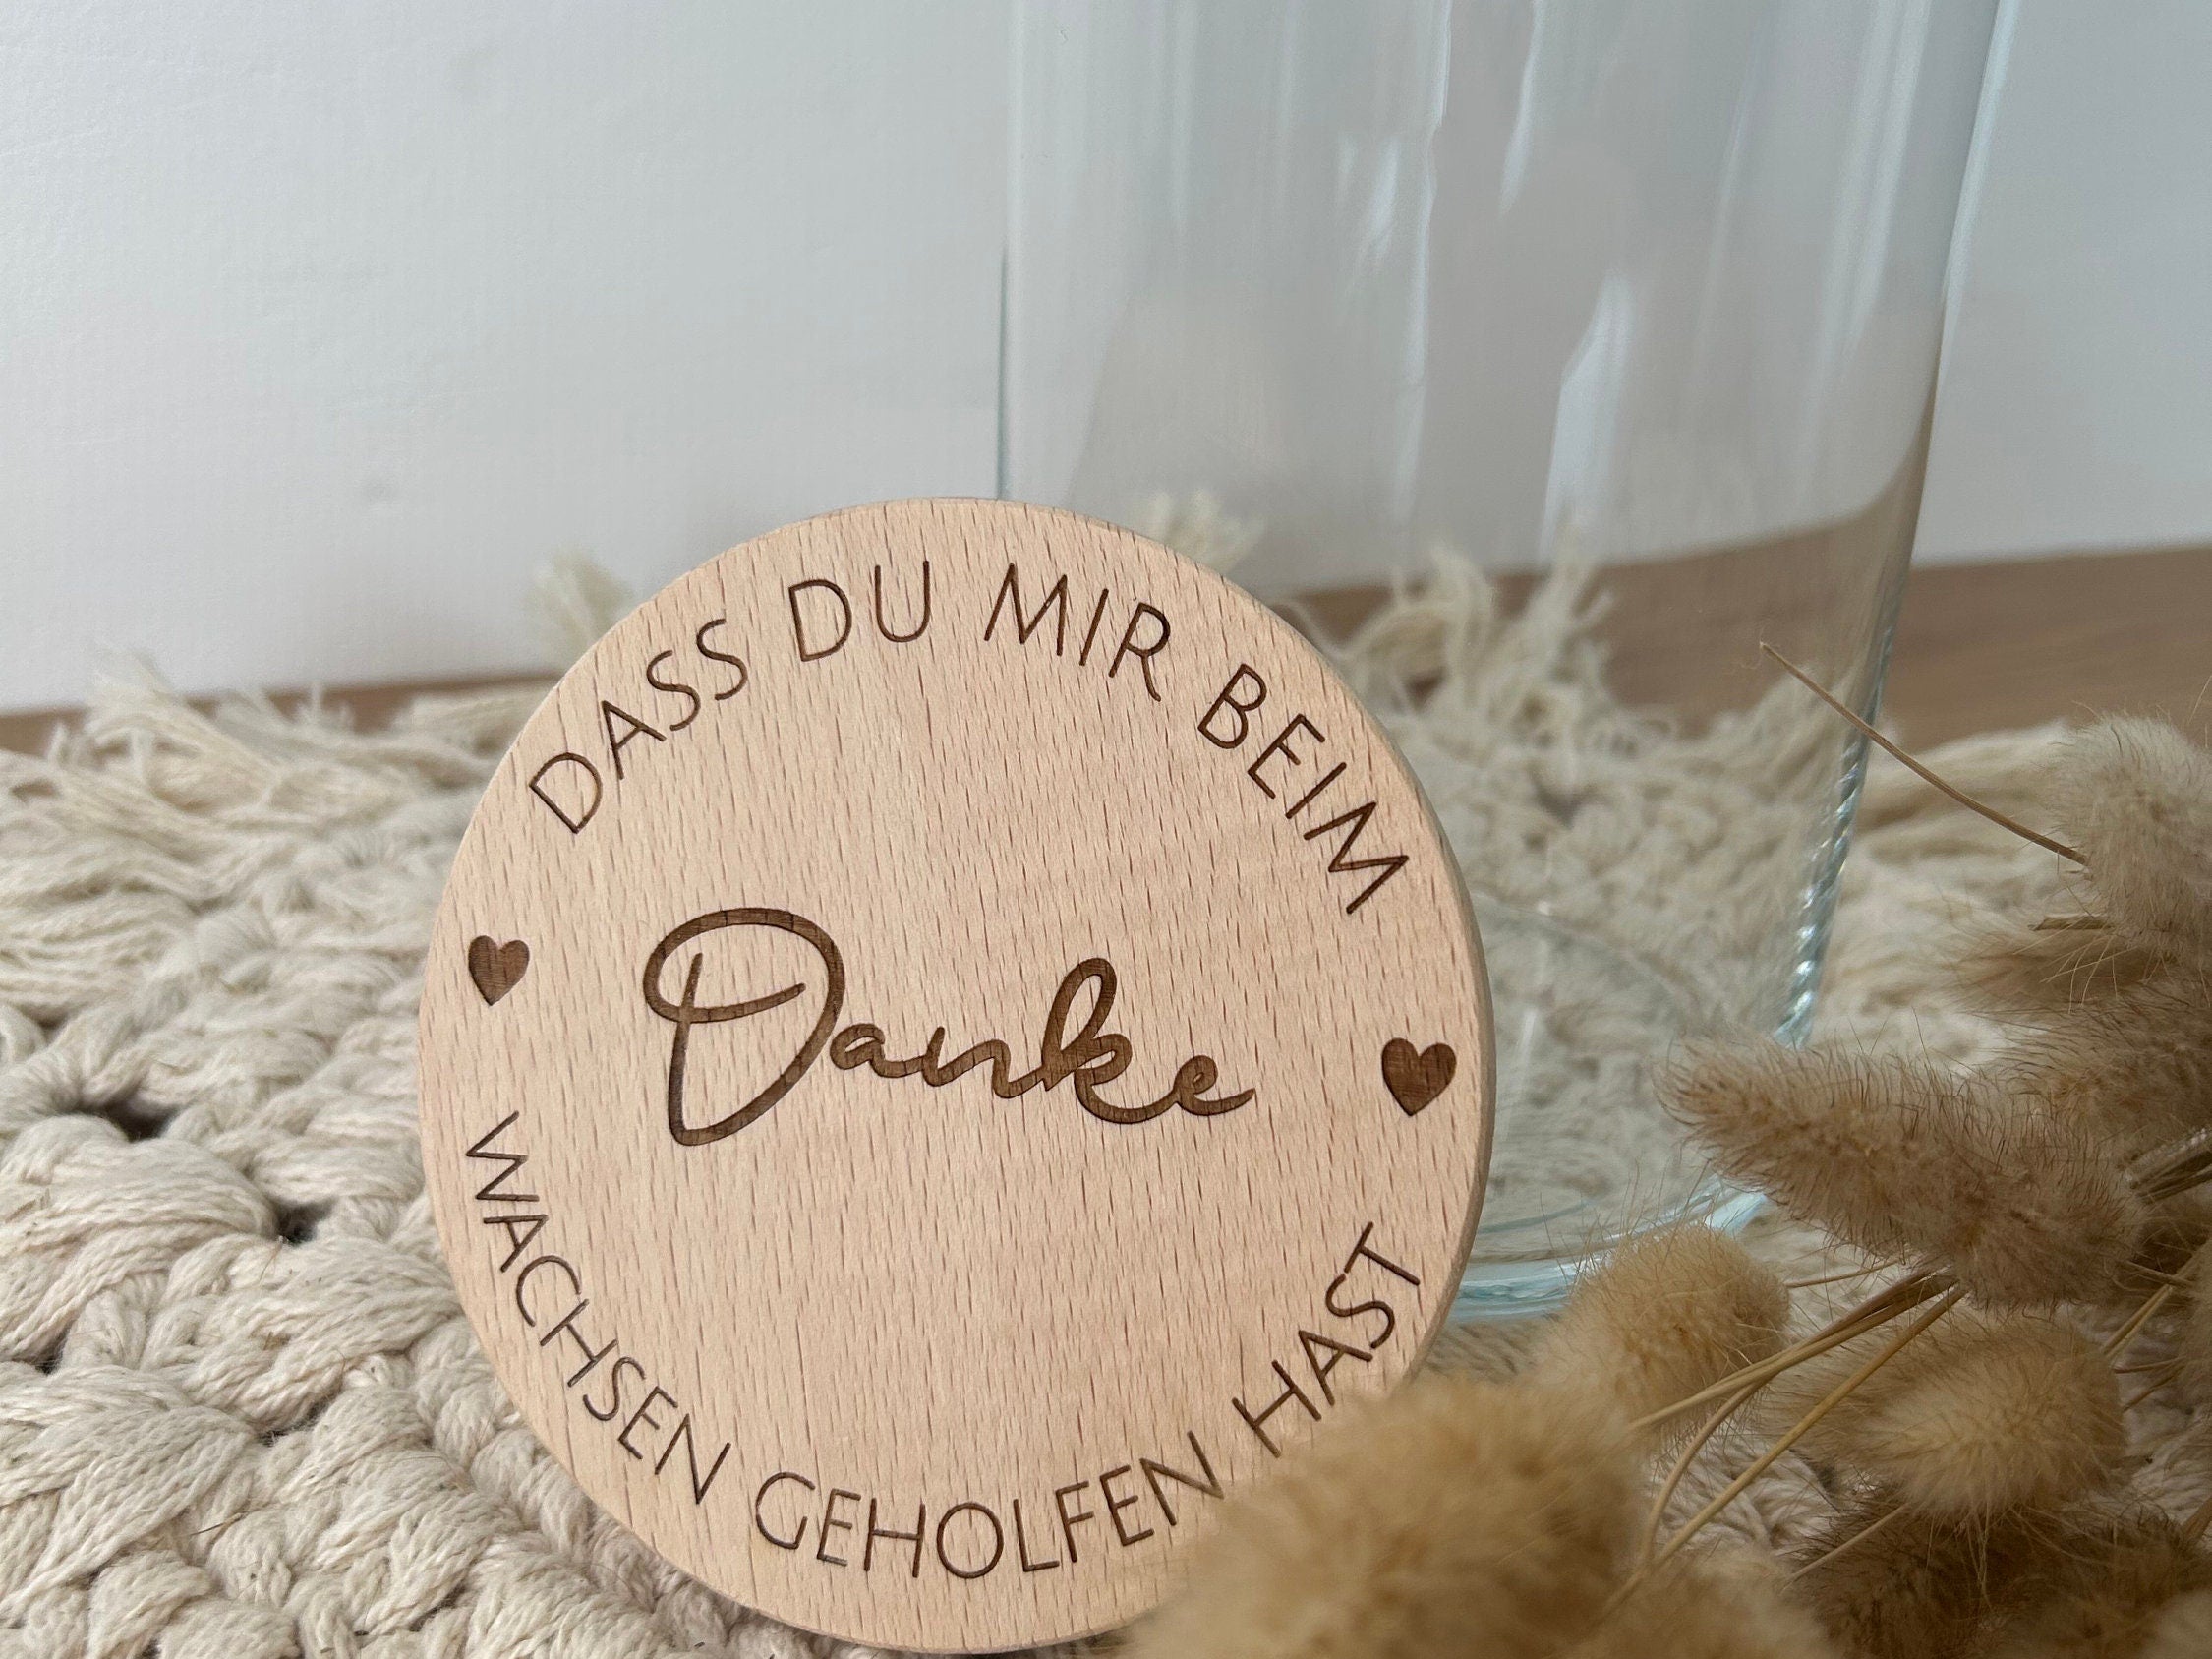 DASS DU MIR BEIM
Danke
WACHSEN GEHOLFEN HAST